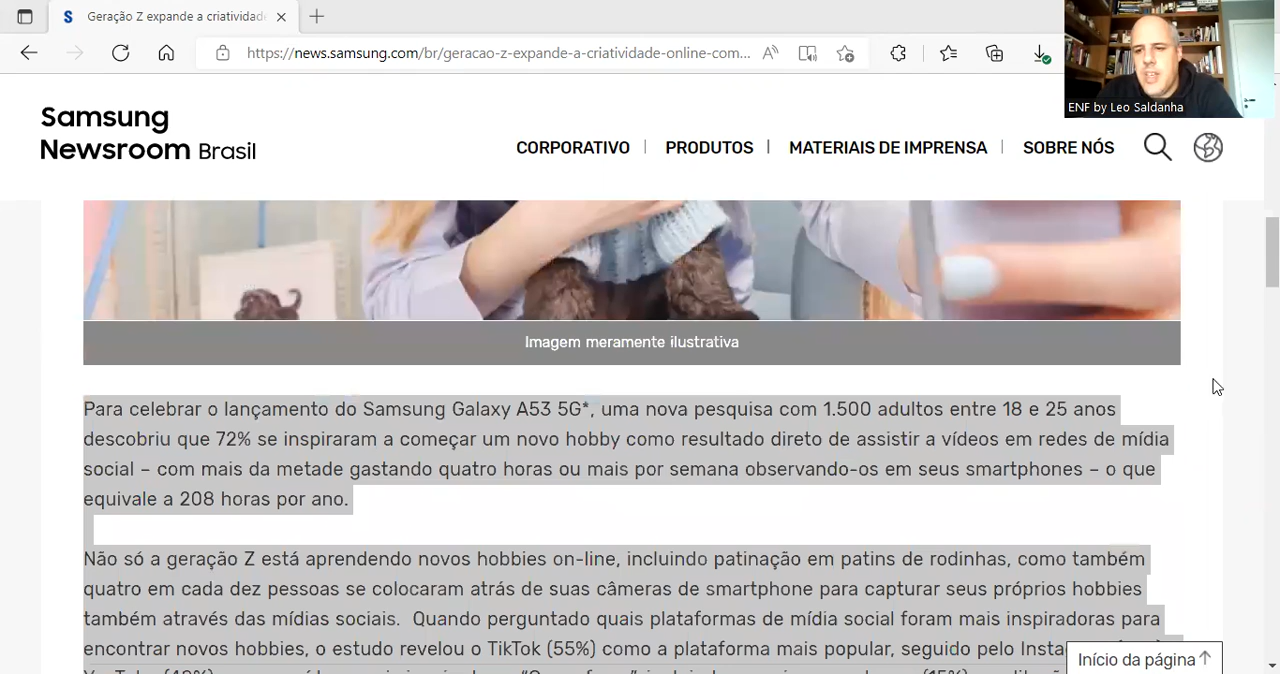 Geração Z expande a criatividade
https://news.samsung.com/br/geracao-z-expande-a-criatividade-online-com...
ENF by Leo Saldanha
Samsung
Newsroom Brasil
CORPORATIVO
PRODUTOS
MATERIAIS DE IMPRENSA
SOBRE NÓS
Imagem meramente ilustrativa
Para celebrar o lançamento do Samsung Galaxy A53 5G*, uma nova pesquisa com 1.500 adultos entre 18 e 25 anos
descobriu que 72% se inspiraram a começar um novo hobby como resultado direto de assistir a vídeos em redes de mídia
social – com mais da metade gastando quatro horas ou mais por semana observando-os em seus smartphones – o que
equivale a 208 horas por ano.
Não só a geração Z está aprendendo novos hobbies on-line, incluindo patinação em patins de rodinhas, como também
quatro em cada dez pessoas se colocaram atrás de suas câmeras de smartphone para capturar seus próprios hobbies
também através das mídias sociais. Quando perguntado quais plataformas de mídia social foram mais inspiradoras para
encontrar novos hobbies, o estudo revelou o TikTok (55%) como a plataforma mais popular, seguido pelo
Início da página